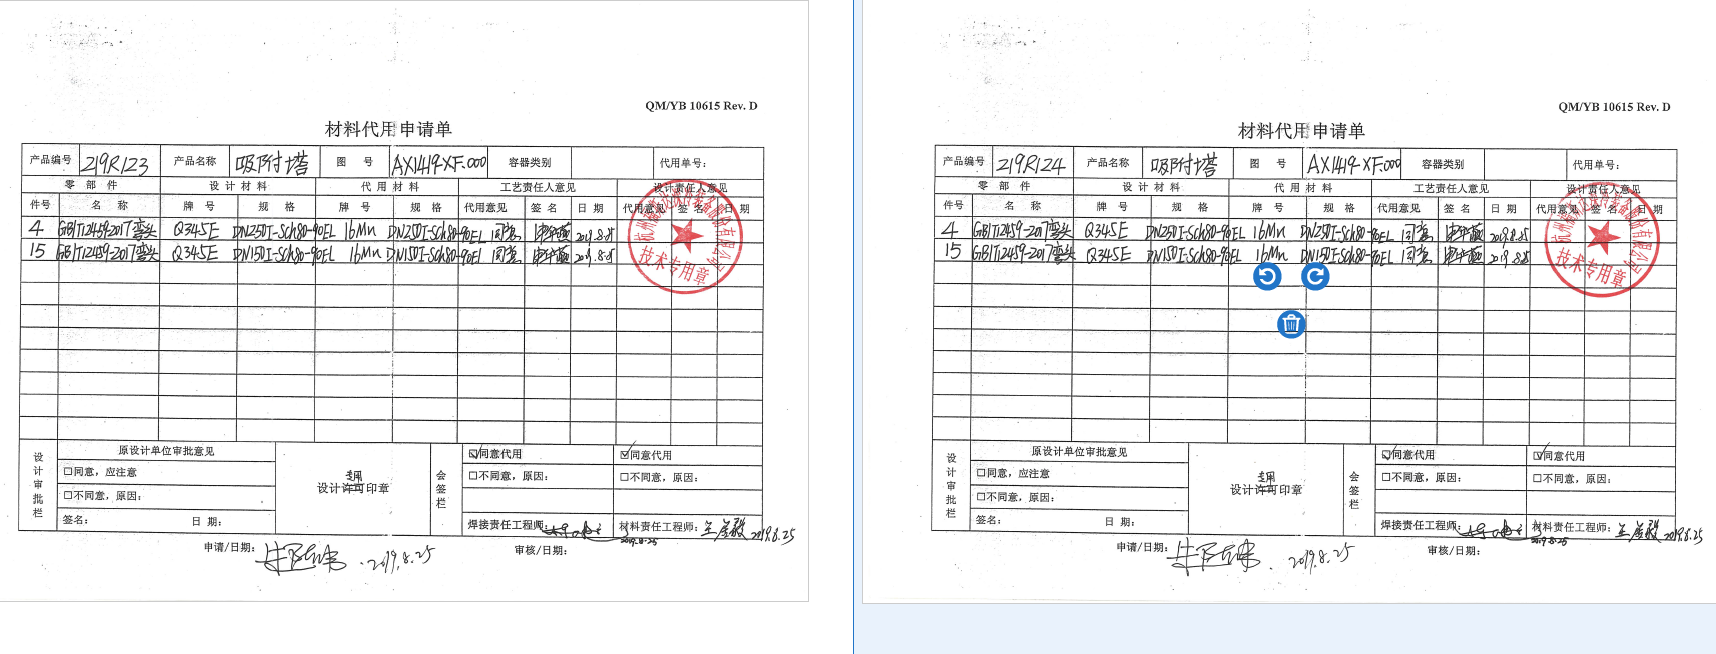 QM/YB 10615 Rev. D
材料代用申请单
产品编号 219R123 产品名称 吸附塔 图 号 AX1419-XF.000 容器类别 代用单号:
零 部 件 设 计 材 料 代 用 材 料 工艺责任人意见 设计责任人意见
件号 名 称 牌 号 规 格 牌 号 规 格 代用意见 签 名 日 期 代用意见 签 名 日 期
4 GB/T12459-2017弯头 Q345E DN250I-Sch80-90EL 16Mn DN250I-Sch80-90EL 同意 2019.8.25
15 GB/T12459-2017弯头 Q345E DN150I-Sch80-90EL 16Mn DN150I-Sch80-90EL 同意 2019.8.25
技术专用章
设计审批栏 原设计单位审批意见 会签栏 ☑同意代用 ☑同意代用
☐同意，应注意 专用 ☐不同意，原因: ☐不同意，原因:
☐不同意，原因: 设计许可印章
签名: 日 期: 焊接责任工程师: 2019.8.25 材料责任工程师: 2019.8.25
申请/日期: 2019.8.25 审核/日期:
QM/YB 10615 Rev. D
材料代用申请单
产品编号 219R124 产品名称 吸附塔 图 号 AX1419-XF.000 容器类别 代用单号:
零 部 件 设 计 材 料 代 用 材 料 工艺责任人意见 设计责任人意见
件号 名 称 牌 号 规 格 牌 号 规 格 代用意见 签 名 日 期 代用意见 签 名 日 期
4 GB/T12459-2017弯头 Q345E DN250I-Sch80-90EL 16Mn DN250I-Sch80-90EL 同意 2019.8.25
15 GB/T12459-2017弯头 Q345E DN150I-Sch80-90EL 16Mn DN150I-Sch80-90EL 同意 2019.8.25
技术专用章
设计审批栏 原设计单位审批意见 会签栏 ☑同意代用 ☑同意代用
☐同意，应注意 专用 ☐不同意，原因: ☐不同意，原因:
☐不同意，原因: 设计许可印章
签名: 日 期: 焊接责任工程师: 2019.8.25 材料责任工程师: 2019.8.25
申请/日期: 2019.8.25 审核/日期: